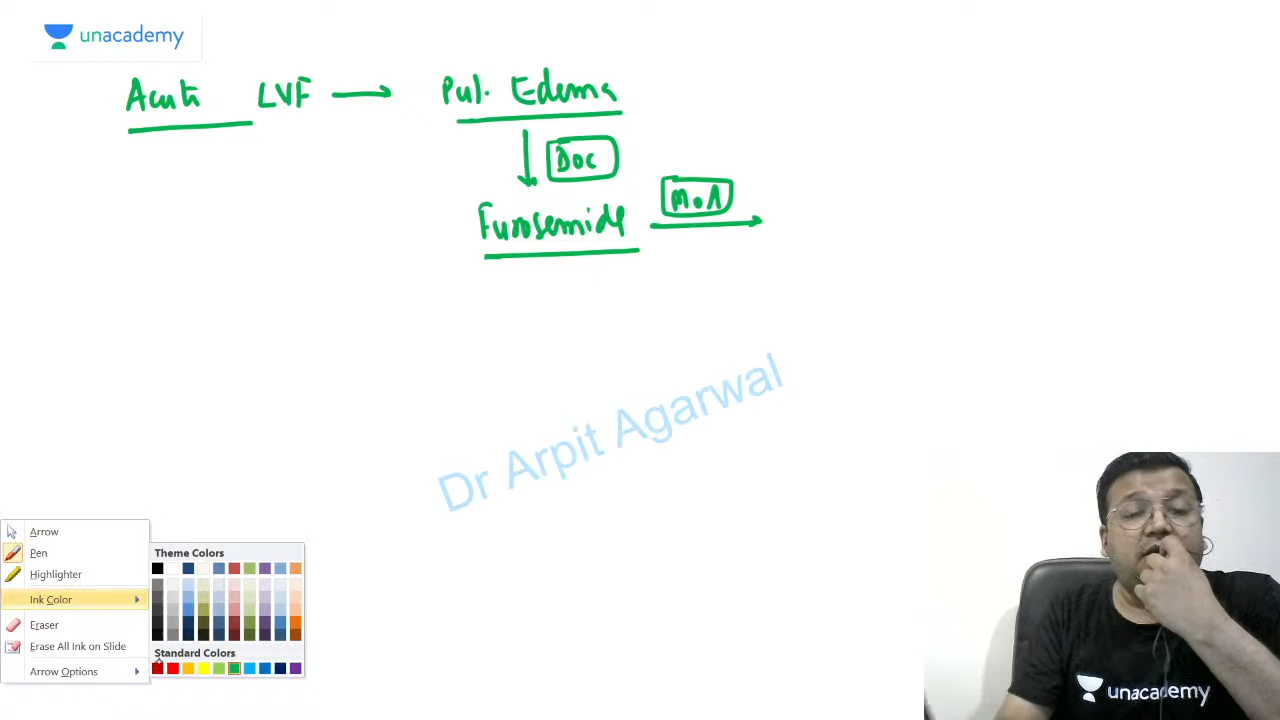 unacademy
Acute LVF → Pul. Edema
↓ DOC
Furosemide → MOA
Dr Arpit Agarwal
Arrow
Pen
Highlighter
Ink Color
Eraser
Erase All Ink on Slide
Arrow Options
Theme Colors
Standard Colors
unacademy